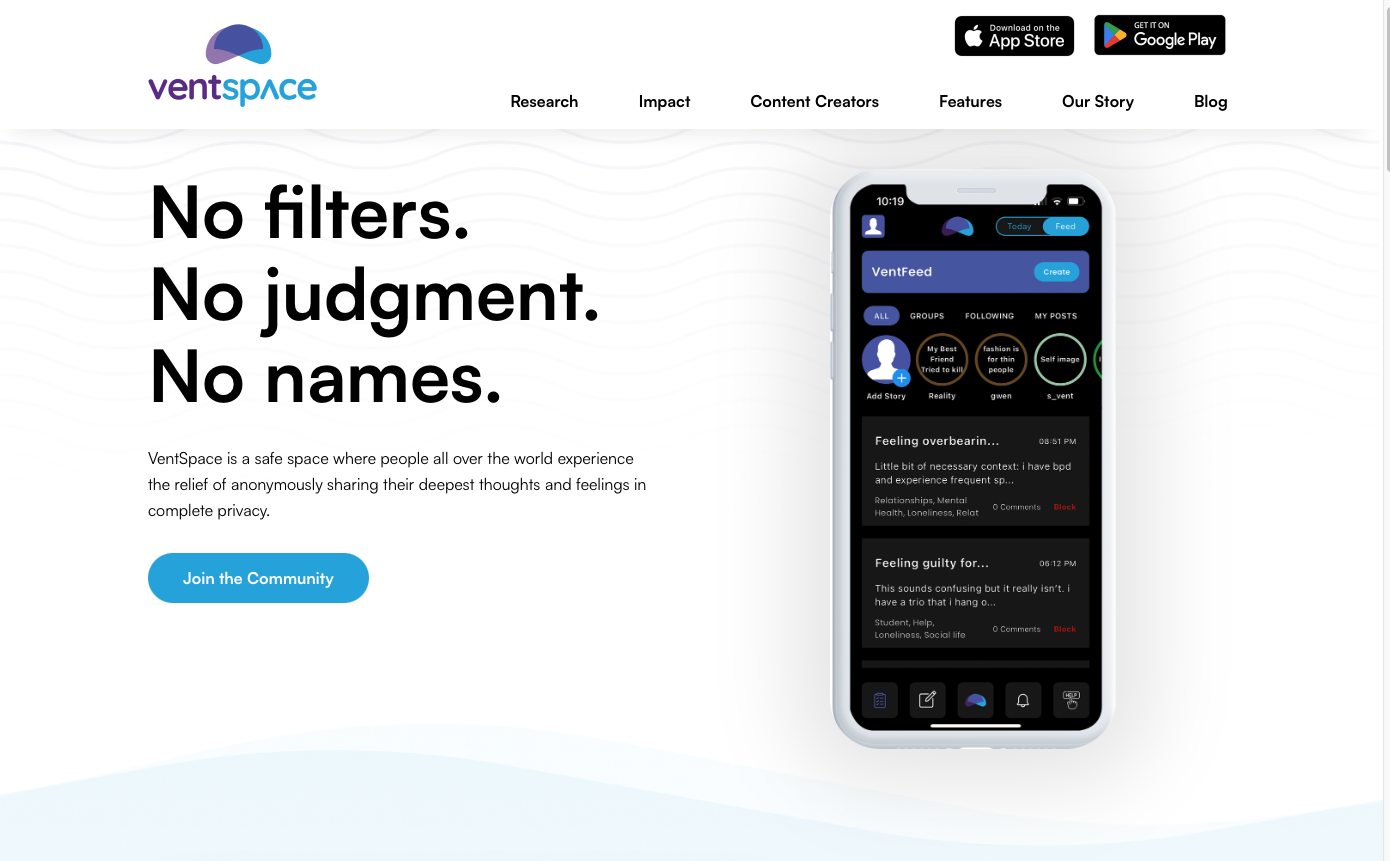 ventspace
Download on the
App Store
GET IT ON
Google Play
Research
Impact
Content Creators
Features
Our Story
Blog
No filters.
No judgment.
No names.
VentSpace is a safe space where people all over the world experience
the relief of anonymously sharing their deepest thoughts and feelings in
complete privacy.
Join the Community
10:19
Today
Feed
VentFeed
Create
ALL
GROUPS
FOLLOWING
MY POSTS
My Best
Friend
Tried to kill
fashion is
for thin
people
Self image
Add Story
Reality
gwen
s_vent
Feeling overbearin...
08:51 PM
Little bit of necessary context: i have bpd
and experience frequent sp...
Relationships, Mental
Health, Loneliness, Relat
0 Comments
Block
Feeling guilty for...
06:12 PM
This sounds confusing but it really isn't. i
have a trio that i hang o...
Student, Help,
Loneliness, Social life
0 Comments
Block
HELP